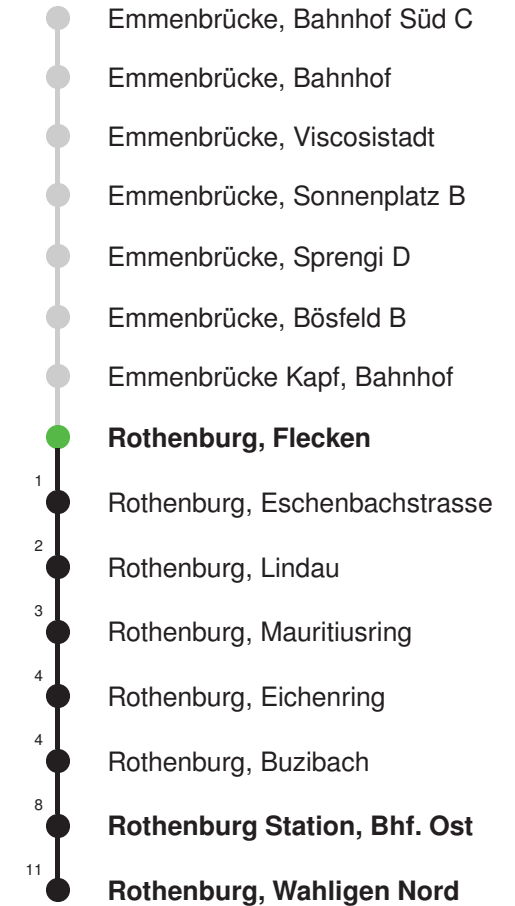 Emmenbrücke, Bahnhof Süd C
Emmenbrücke, Bahnhof
Emmenbrücke, Viscosistadt
Emmenbrücke, Sonnenplatz B
Emmenbrücke, Sprengi D
Emmenbrücke, Bösfeld B
Emmenbrücke Kapf, Bahnhof
Rothenburg, Flecken
1 Rothenburg, Eschenbachstrasse
2 Rothenburg, Lindau
3 Rothenburg, Mauritiusring
4 Rothenburg, Eichenring
4 Rothenburg, Buzibach
8 Rothenburg Station, Bhf. Ost
11 Rothenburg, Wahligen Nord